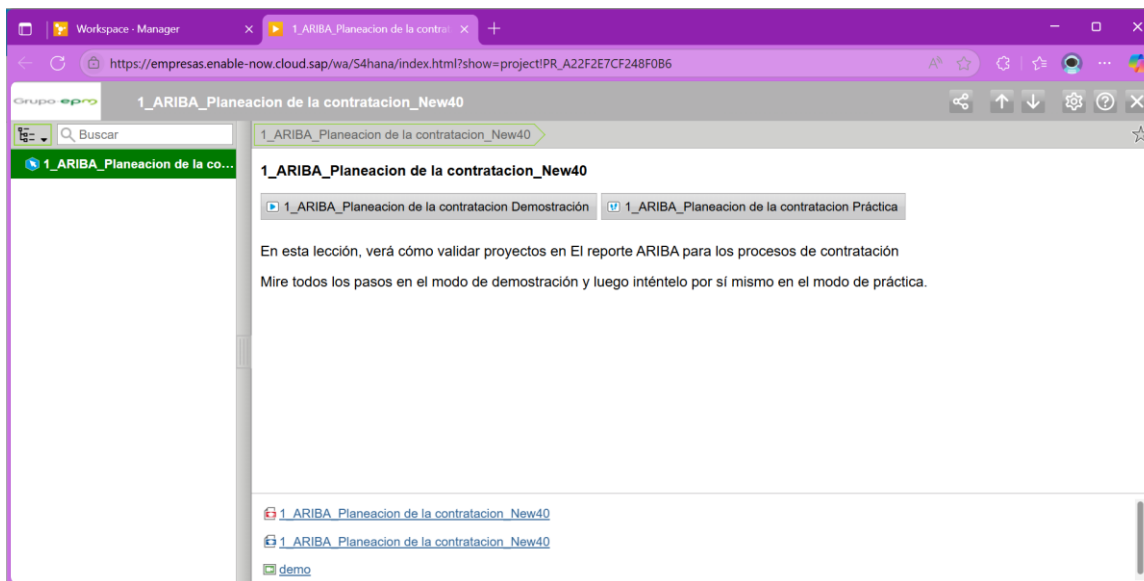 Workspace - Manager
1_ARIBA_Planeacion de la contrat
https://empresas.enable-now.cloud.sap/wa/S4hana/index.html?show=project!PR_A22F2E7CF248F0B6
Grupo·epm
1_ARIBA_Planeacion de la contratacion_New40
Buscar
1_ARIBA_Planeacion de la contratacion_New40
1_ARIBA_Planeacion de la co...
1_ARIBA_Planeacion de la contratacion_New40
1_ARIBA_Planeacion de la contratacion Demostración
1_ARIBA_Planeacion de la contratacion Práctica
En esta lección, verá cómo validar proyectos en El reporte ARIBA para los procesos de contratación
Mire todos los pasos en el modo de demostración y luego inténtelo por sí mismo en el modo de práctica.
1_ARIBA_Planeacion de la contratacion_New40
1_ARIBA_Planeacion de la contratacion_New40
demo